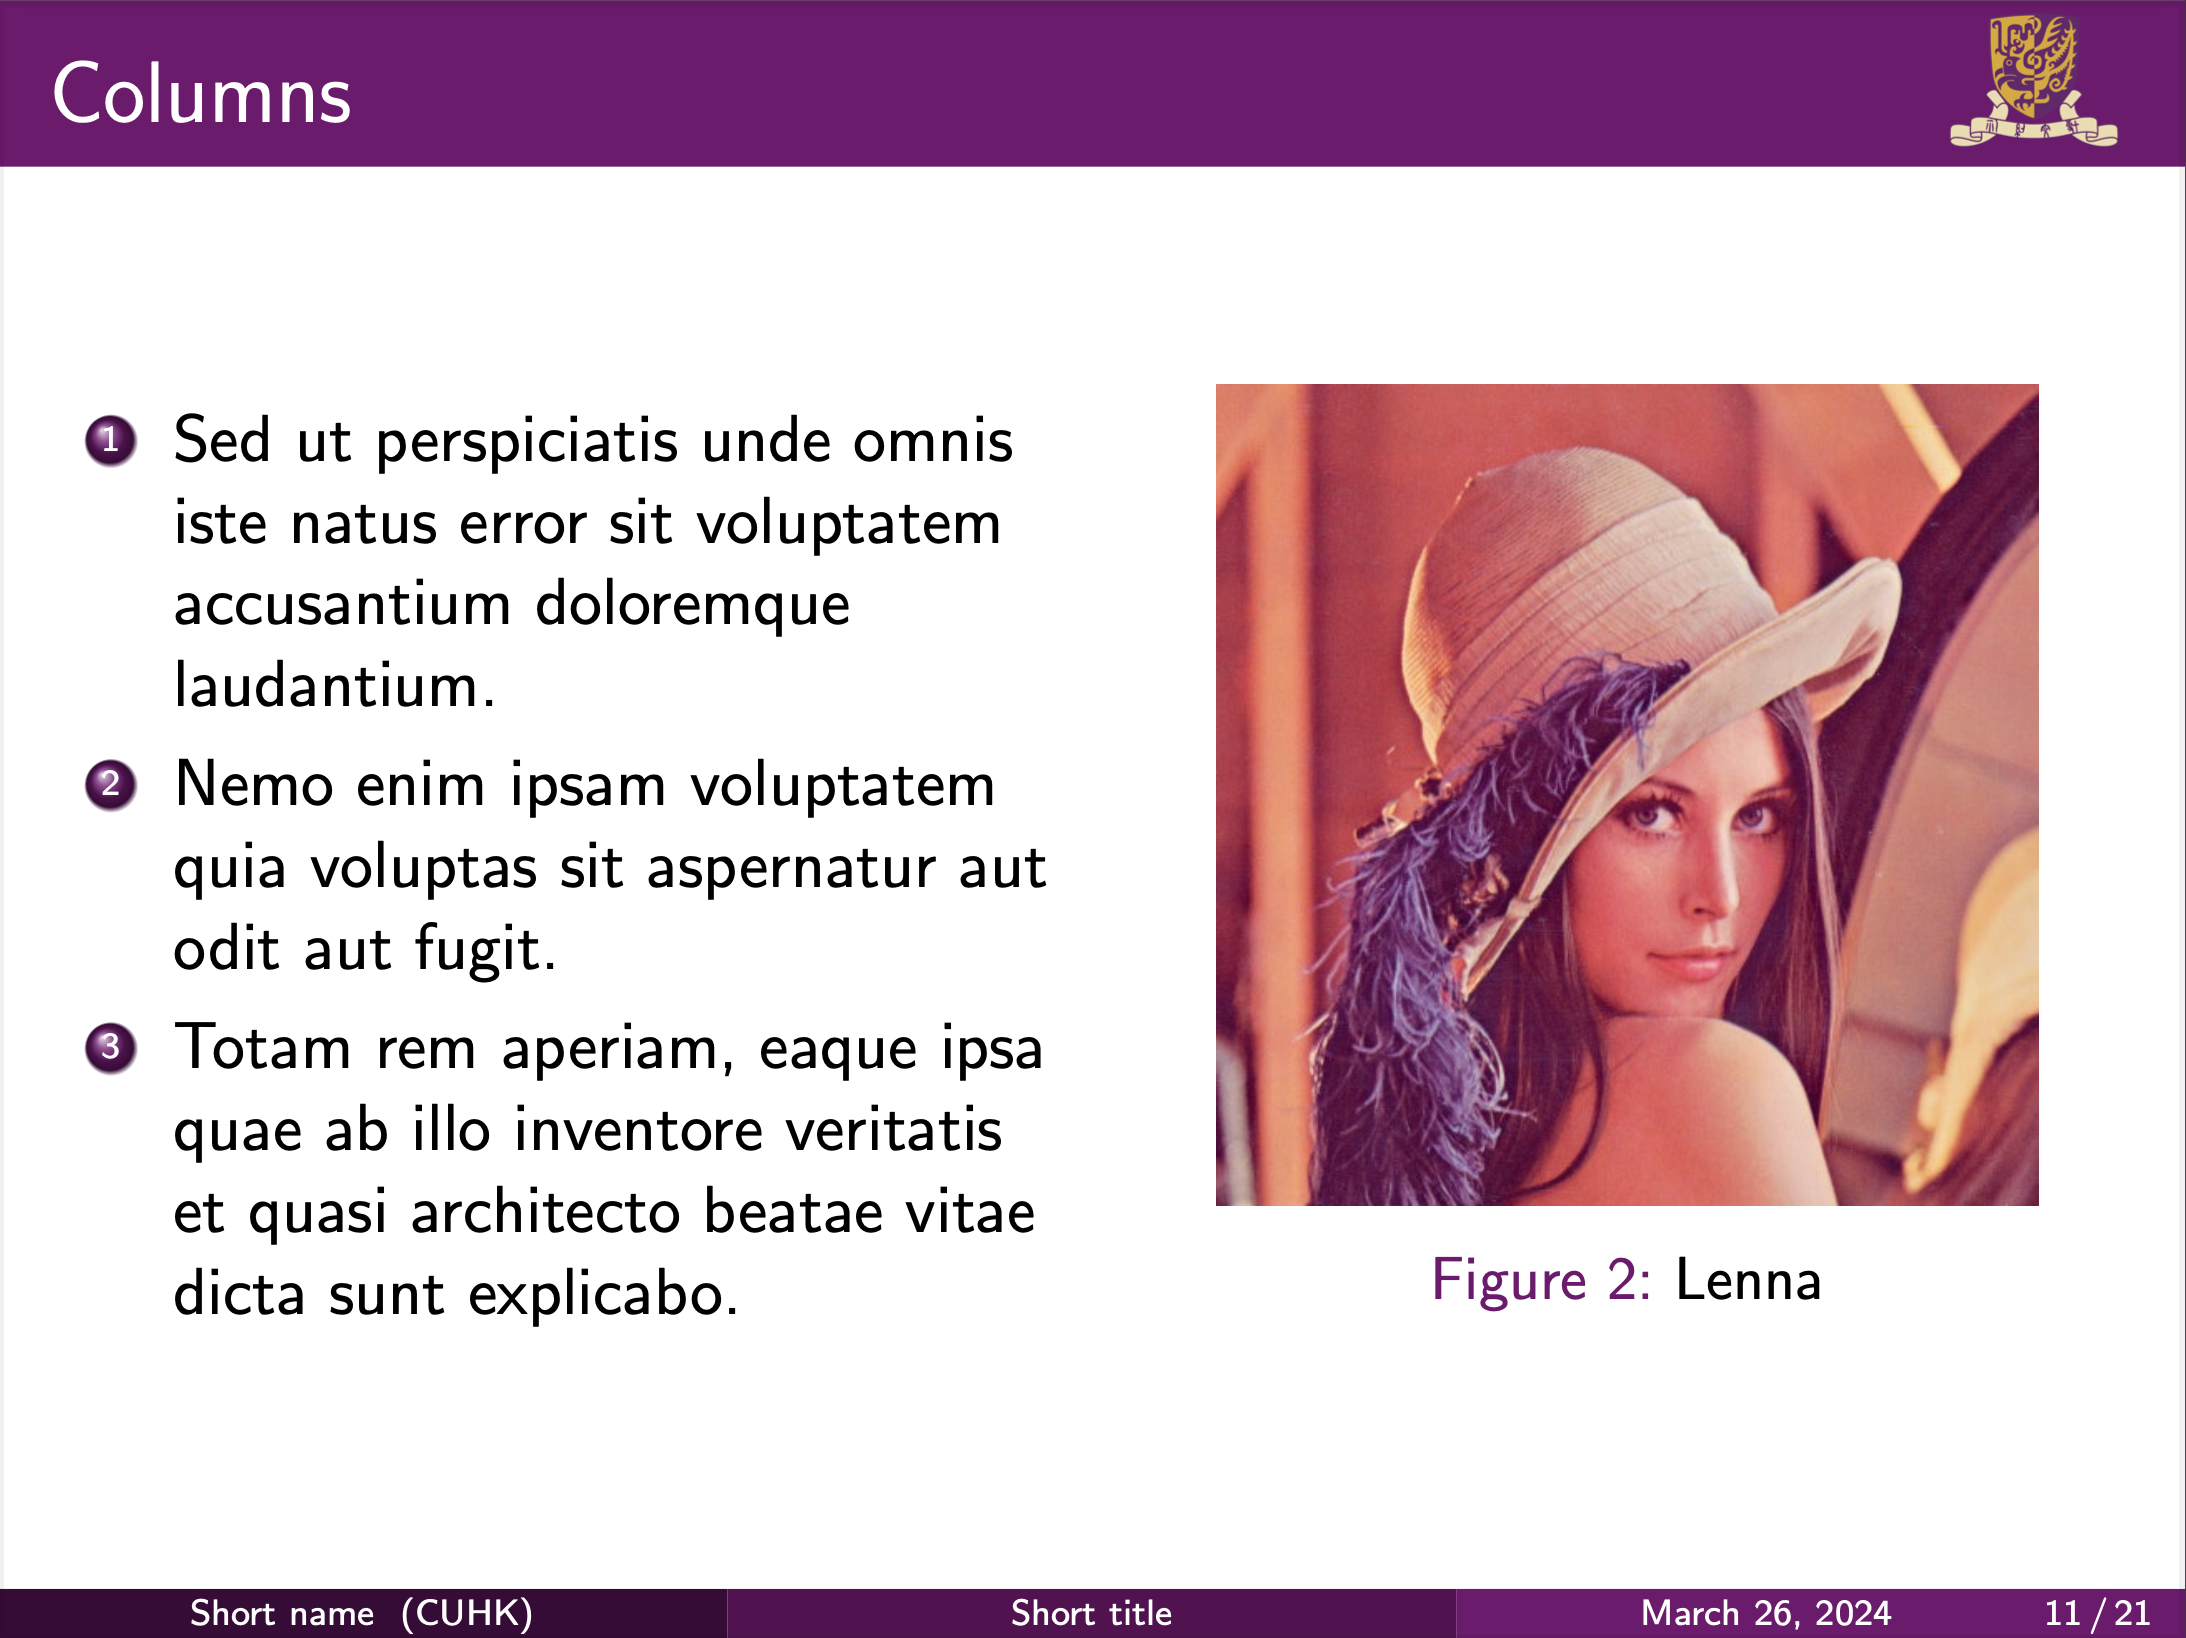 Columns
1 Sed ut perspiciatis unde omnis
iste natus error sit voluptatem
accusantium doloremque
laudantium.
2 Nemo enim ipsam voluptatem
quia voluptas sit aspernatur aut
odit aut fugit.
3 Totam rem aperiam, eaque ipsa
quae ab illo inventore veritatis
et quasi architecto beatae vitae
dicta sunt explicabo.
Figure 2: Lenna
Short name (CUHK) Short title March 26, 2024 11 / 21